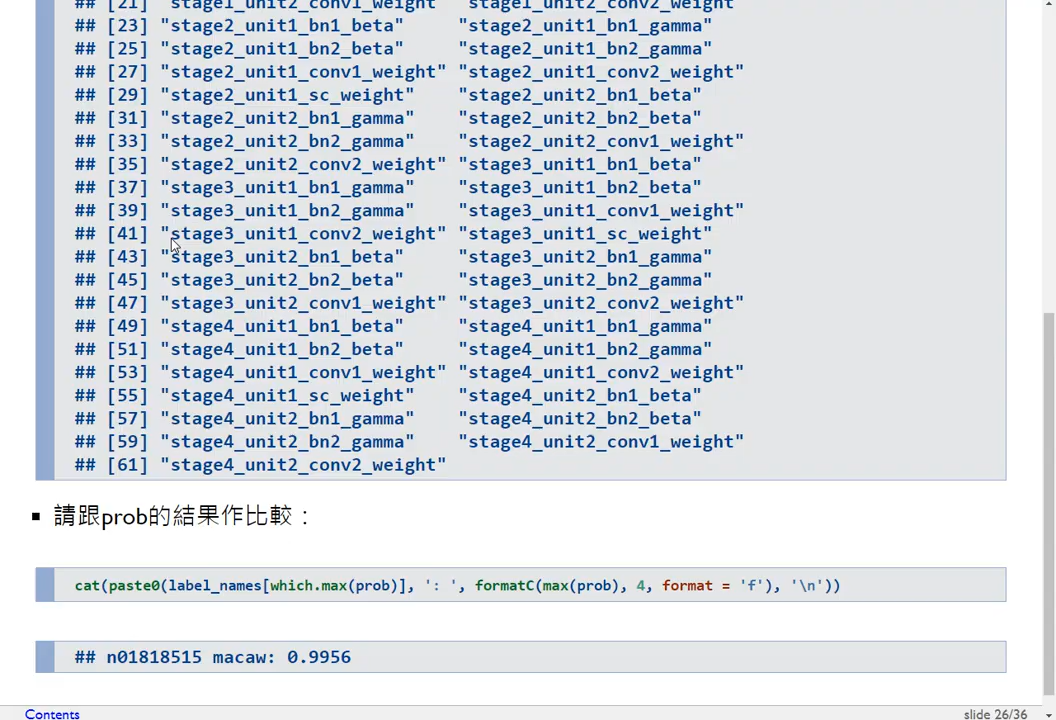 ## [21] "stage1_unit2_conv1_weight" "stage1_unit2_conv2_weight"
## [23] "stage2_unit1_bn1_beta" "stage2_unit1_bn1_gamma"
## [25] "stage2_unit1_bn2_beta" "stage2_unit1_bn2_gamma"
## [27] "stage2_unit1_conv1_weight" "stage2_unit1_conv2_weight"
## [29] "stage2_unit1_sc_weight" "stage2_unit2_bn1_beta"
## [31] "stage2_unit2_bn1_gamma" "stage2_unit2_bn2_beta"
## [33] "stage2_unit2_bn2_gamma" "stage2_unit2_conv1_weight"
## [35] "stage2_unit2_conv2_weight" "stage3_unit1_bn1_beta"
## [37] "stage3_unit1_bn1_gamma" "stage3_unit1_bn2_beta"
## [39] "stage3_unit1_bn2_gamma" "stage3_unit1_conv1_weight"
## [41] "stage3_unit1_conv2_weight" "stage3_unit1_sc_weight"
## [43] "stage3_unit2_bn1_beta" "stage3_unit2_bn1_gamma"
## [45] "stage3_unit2_bn2_beta" "stage3_unit2_bn2_gamma"
## [47] "stage3_unit2_conv1_weight" "stage3_unit2_conv2_weight"
## [49] "stage4_unit1_bn1_beta" "stage4_unit1_bn1_gamma"
## [51] "stage4_unit1_bn2_beta" "stage4_unit1_bn2_gamma"
## [53] "stage4_unit1_conv1_weight" "stage4_unit1_conv2_weight"
## [55] "stage4_unit1_sc_weight" "stage4_unit2_bn1_beta"
## [57] "stage4_unit2_bn1_gamma" "stage4_unit2_bn2_beta"
## [59] "stage4_unit2_bn2_gamma" "stage4_unit2_conv1_weight"
## [61] "stage4_unit2_conv2_weight"
▪ 請跟prob的結果作比較：
cat(paste0(label_names[which.max(prob)], ': ', formatC(max(prob), 4, format = 'f'), '\n'))
## n01818515 macaw: 0.9956
Contents
slide 26/36